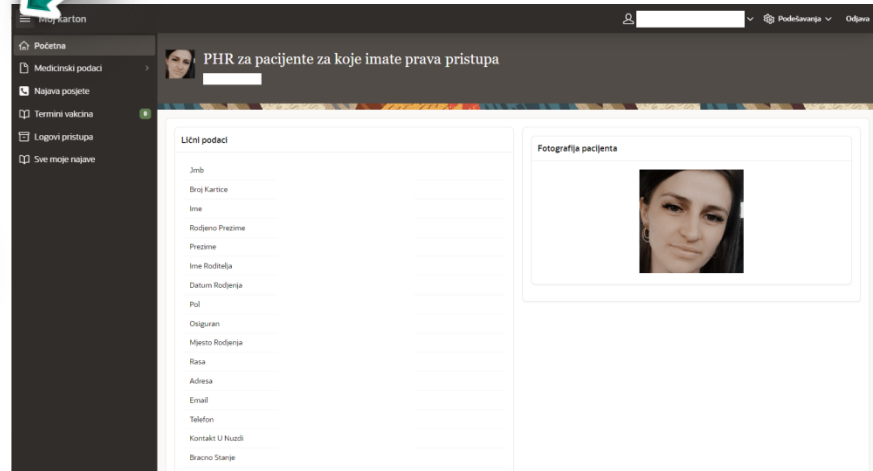 Moj karton
Podešavanja
Odjava
Početna
Medicinski podaci
Najava posjete
Termini vakcina 8
Logovi pristupa
Sve moje najave
PHR za pacijente za koje imate prava pristupa
Lični podaci
Jmb
Broj Kartice
Ime
Rodjeno Prezime
Prezime
Ime Roditelja
Datum Rodjenja
Pol
Osiguran
Mjesto Rodjenja
Rasa
Adresa
Email
Telefon
Kontakt U Nuzdi
Bracno Stanje
Fotografija pacijenta